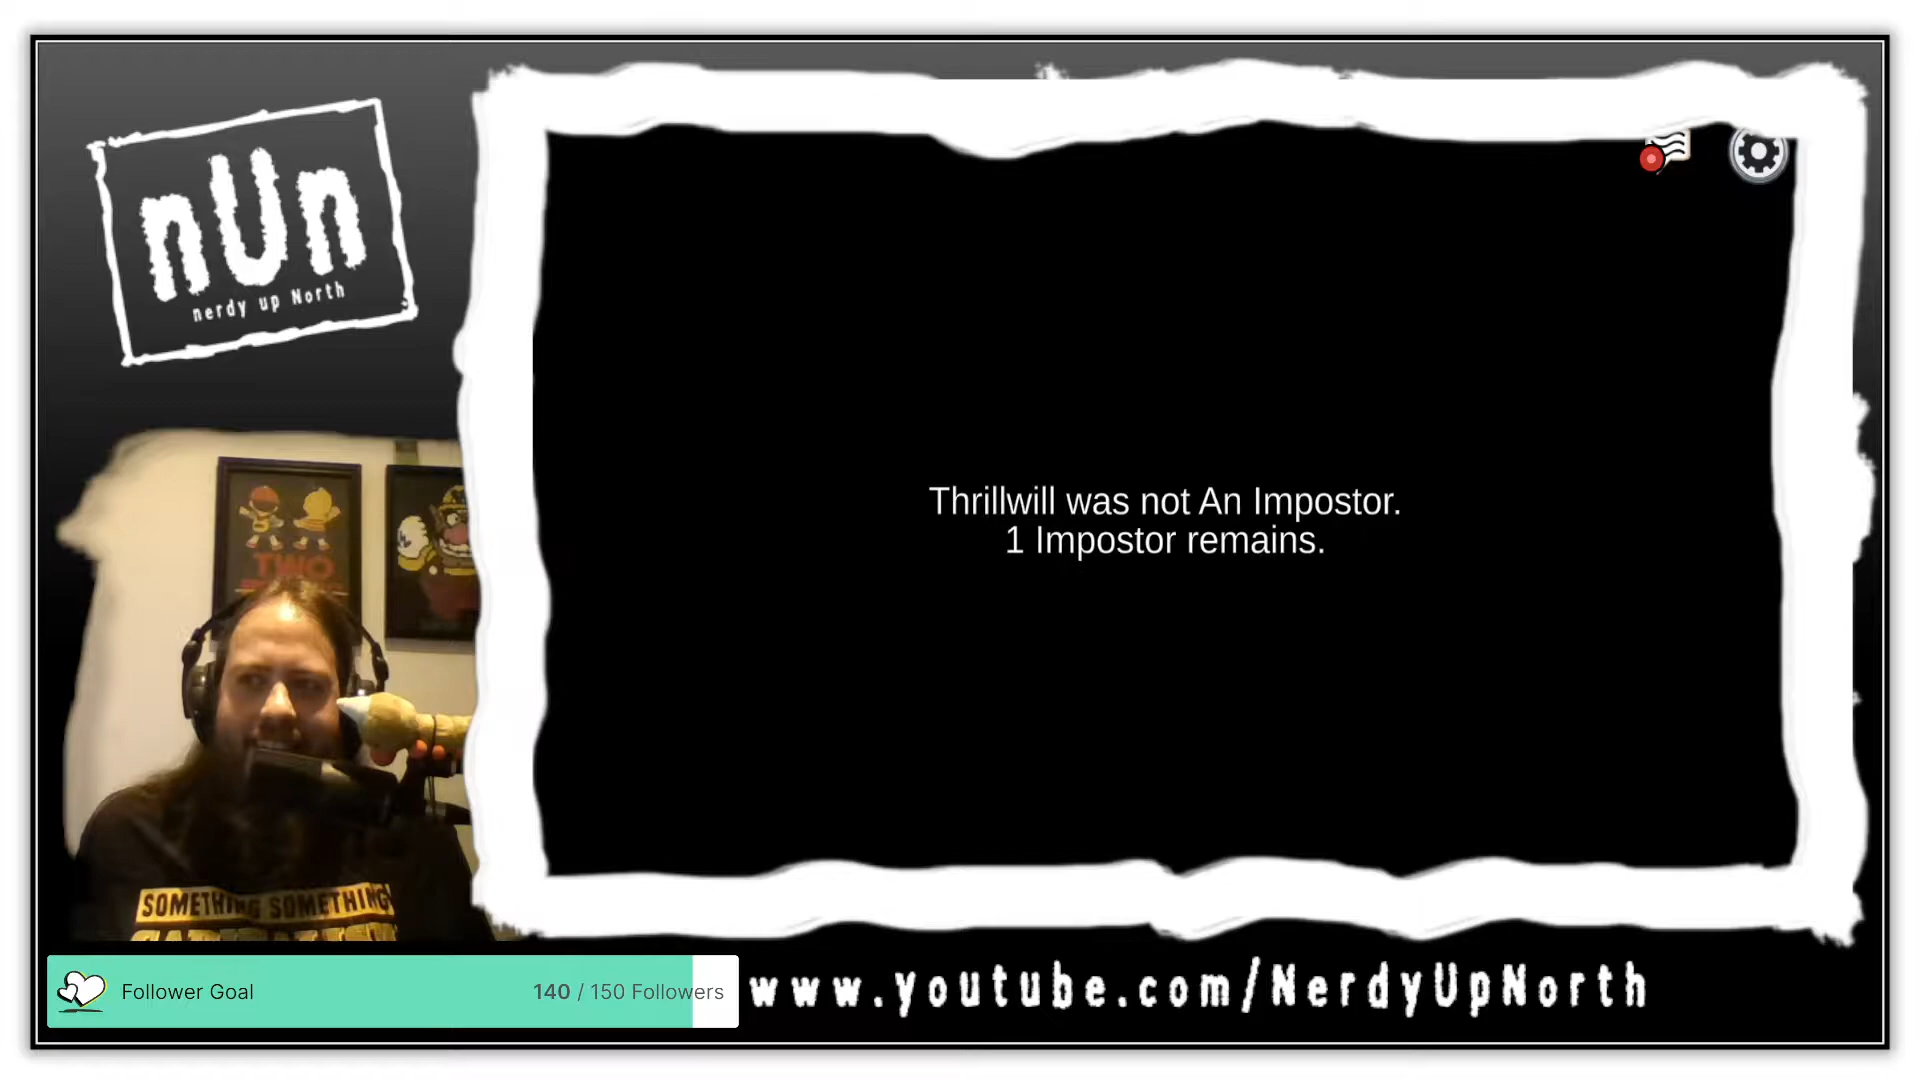 nUn
nerdy up North
TWO
Thrillwill was not An Impostor.
1 Impostor remains.
SOMETHING SOMETHING
Follower Goal
140 / 150 Followers
www.youtube.com/NerdyUpNorth